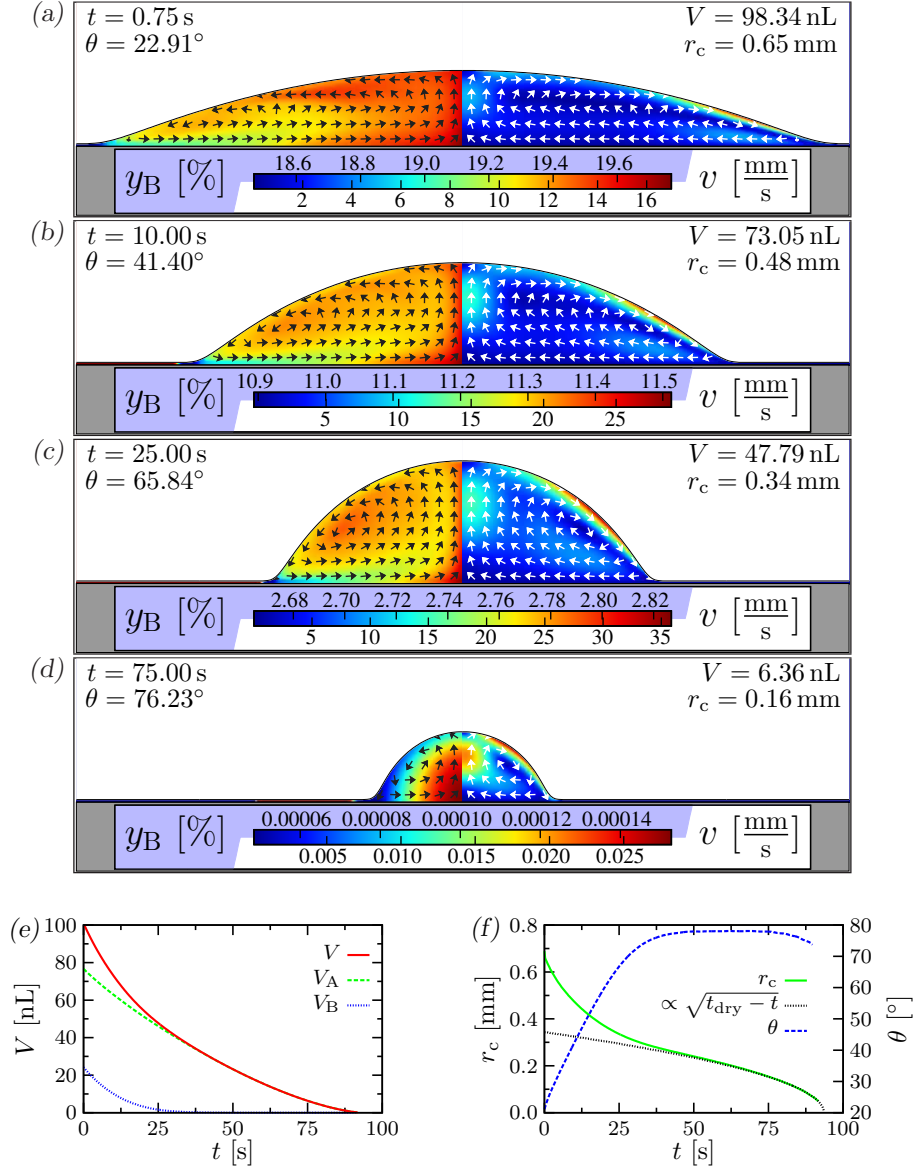 (a) t = 0.75 s V = 98.34 nL
θ = 22.91° r_c = 0.65 mm
18.6 18.8 19.0 19.2 19.4 19.6
y_B [%] v [mm/s]
2 4 6 8 10 12 14 16
(b) t = 10.00 s V = 73.05 nL
θ = 41.40° r_c = 0.48 mm
10.9 11.0 11.1 11.2 11.3 11.4 11.5
y_B [%] v [mm/s]
5 10 15 20 25
(c) t = 25.00 s V = 47.79 nL
θ = 65.84° r_c = 0.34 mm
2.68 2.70 2.72 2.74 2.76 2.78 2.80 2.82
y_B [%] v [mm/s]
5 10 15 20 25 30 35
(d) t = 75.00 s V = 6.36 nL
θ = 76.23° r_c = 0.16 mm
0.00006 0.00008 0.00010 0.00012 0.00014
y_B [%] v [mm/s]
0.005 0.010 0.015 0.020 0.025
(e)
100
80
60
40
20
0
V [nL]
V
V_A
V_B
0 25 50 75 100
t [s]
(f)
0.8
0.6
0.4
0.2
0.0
r_c [mm]
r_c
∝ √(t_dry − t)
θ
80
70
60
50
40
30
20
θ [°]
0 25 50 75 100
t [s]